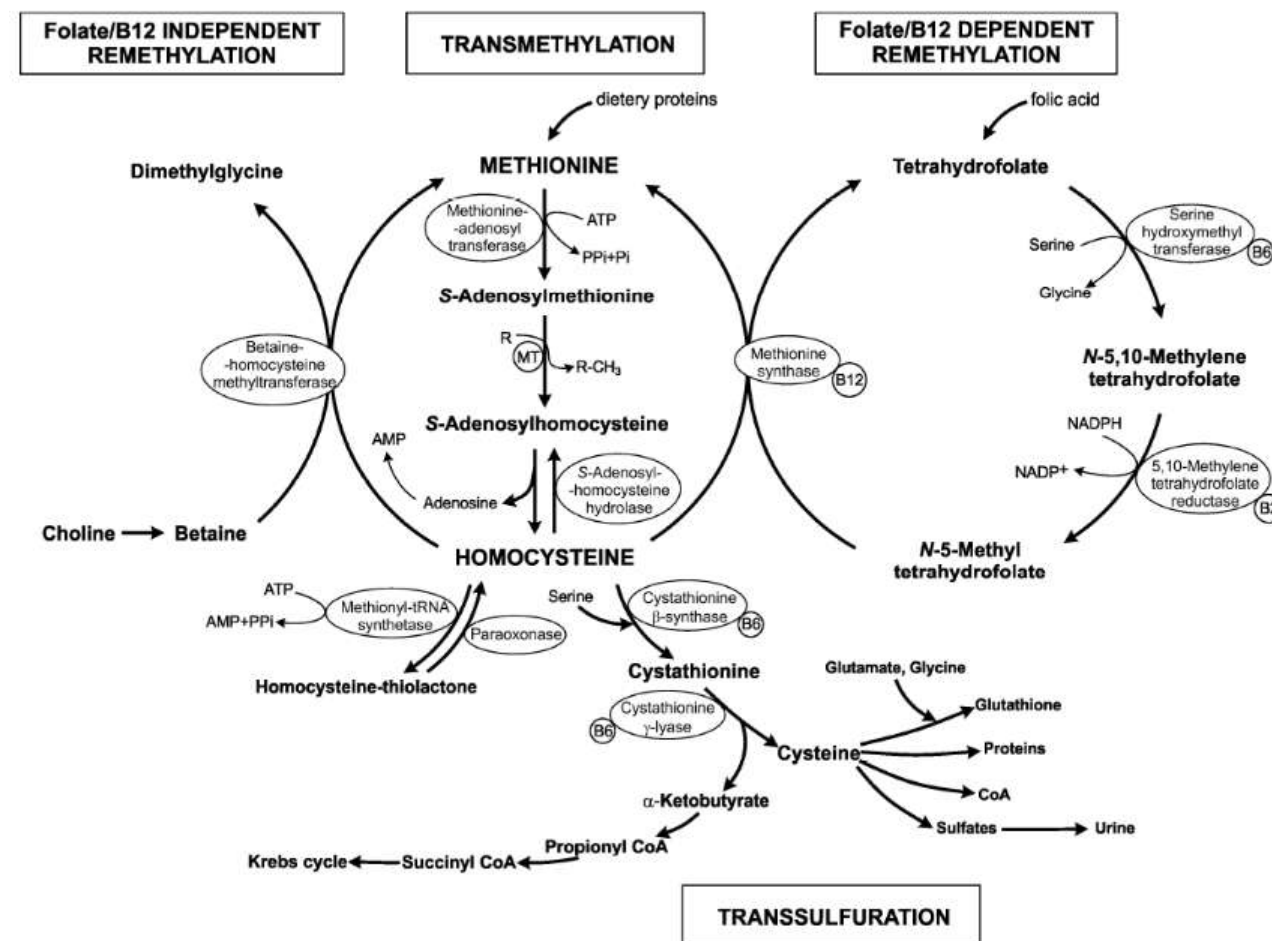 Folate/B12 INDEPENDENT
REMETHYLATION
TRANSMETHYLATION
Folate/B12 DEPENDENT
REMETHYLATION
dietery proteins
folic acid
Dimethylglycine
METHIONINE
Tetrahydrofolate
Methionine-
-adenosyl
transferase
ATP
PPi+Pi
Serine
hydroxymethyl
transferase
B6
Serine
Glycine
S-Adenosylmethionine
R
MT
R-CH₃
Betaine-
-homocysteine
methyltransferase
Methionine
synthase
B12
N-5,10-Methylene
tetrahydrofolate
S-Adenosylhomocysteine
AMP
Adenosine
S-Adenosyl-
-homocysteine
hydrolase
NADPH
NADP+
5,10-Methylene
tetrahydrofolate
reductase
Choline
Betaine
HOMOCYSTEINE
N-5-Methyl
tetrahydrofolate
ATP
AMP+PPi
Methionyl-tRNA
synthetase
Paraoxonase
Serine
Cystathionine
β-synthase
B6
Homocysteine-thiolactone
Cystathionine
Glutamate, Glycine
B6
Cystathionine
γ-lyase
Glutathione
Cysteine
Proteins
CoA
α-Ketobutyrate
Sulfates
Urine
Propionyl CoA
Krebs cycle
Succinyl CoA
TRANSSULFURATION